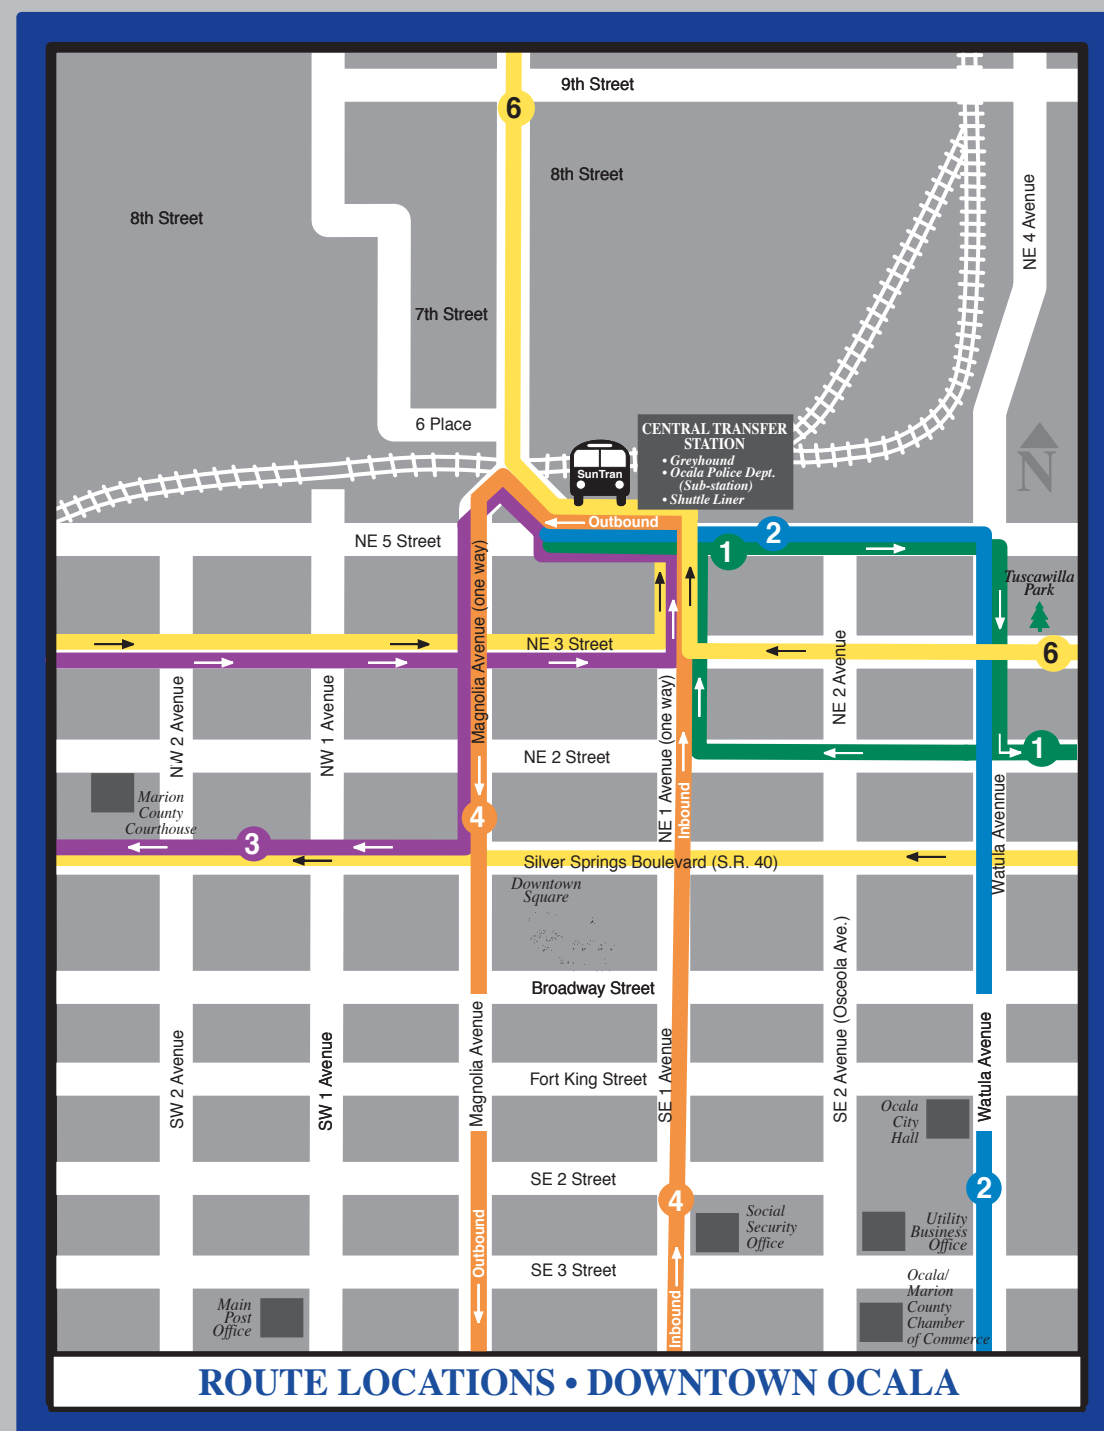 9th Street
6
8th Street
8th Street
NE 4 Avenue
7th Street
6 Place
CENTRAL TRANSFER
STATION
• Greyhound
• Ocala Police Dept.
(Sub-station)
• Shuttle Liner
SunTran
N
Outbound
2
NE 5 Street
1
Tuscawilla
Park
Magnolia Avenue (one way)
NE 3 Street
NE 2 Avenue
6
NW 2 Avenue
NW 1 Avenue
NE 1 Avenue (one way)
NE 2 Street
1
Marion
County
Courthouse
4
Inbound
Watula Avennue
3
Silver Springs Boulevard (S.R. 40)
Downtown
Square
Broadway Street
SW 2 Avenue
SW 1 Avenue
Magnolia Avenue
SE 1 Avenue
SE 2 Avenue (Osceola Ave.)
Watula Avenue
Fort King Street
Ocala
City
Hall
SE 2 Street
4
2
Social
Security
Office
Utility
Business
Office
Outbound
SE 3 Street
Inbound
Main
Post
Office
Ocala/
Marion
County
Chamber
of Commerce
ROUTE LOCATIONS • DOWNTOWN OCALA